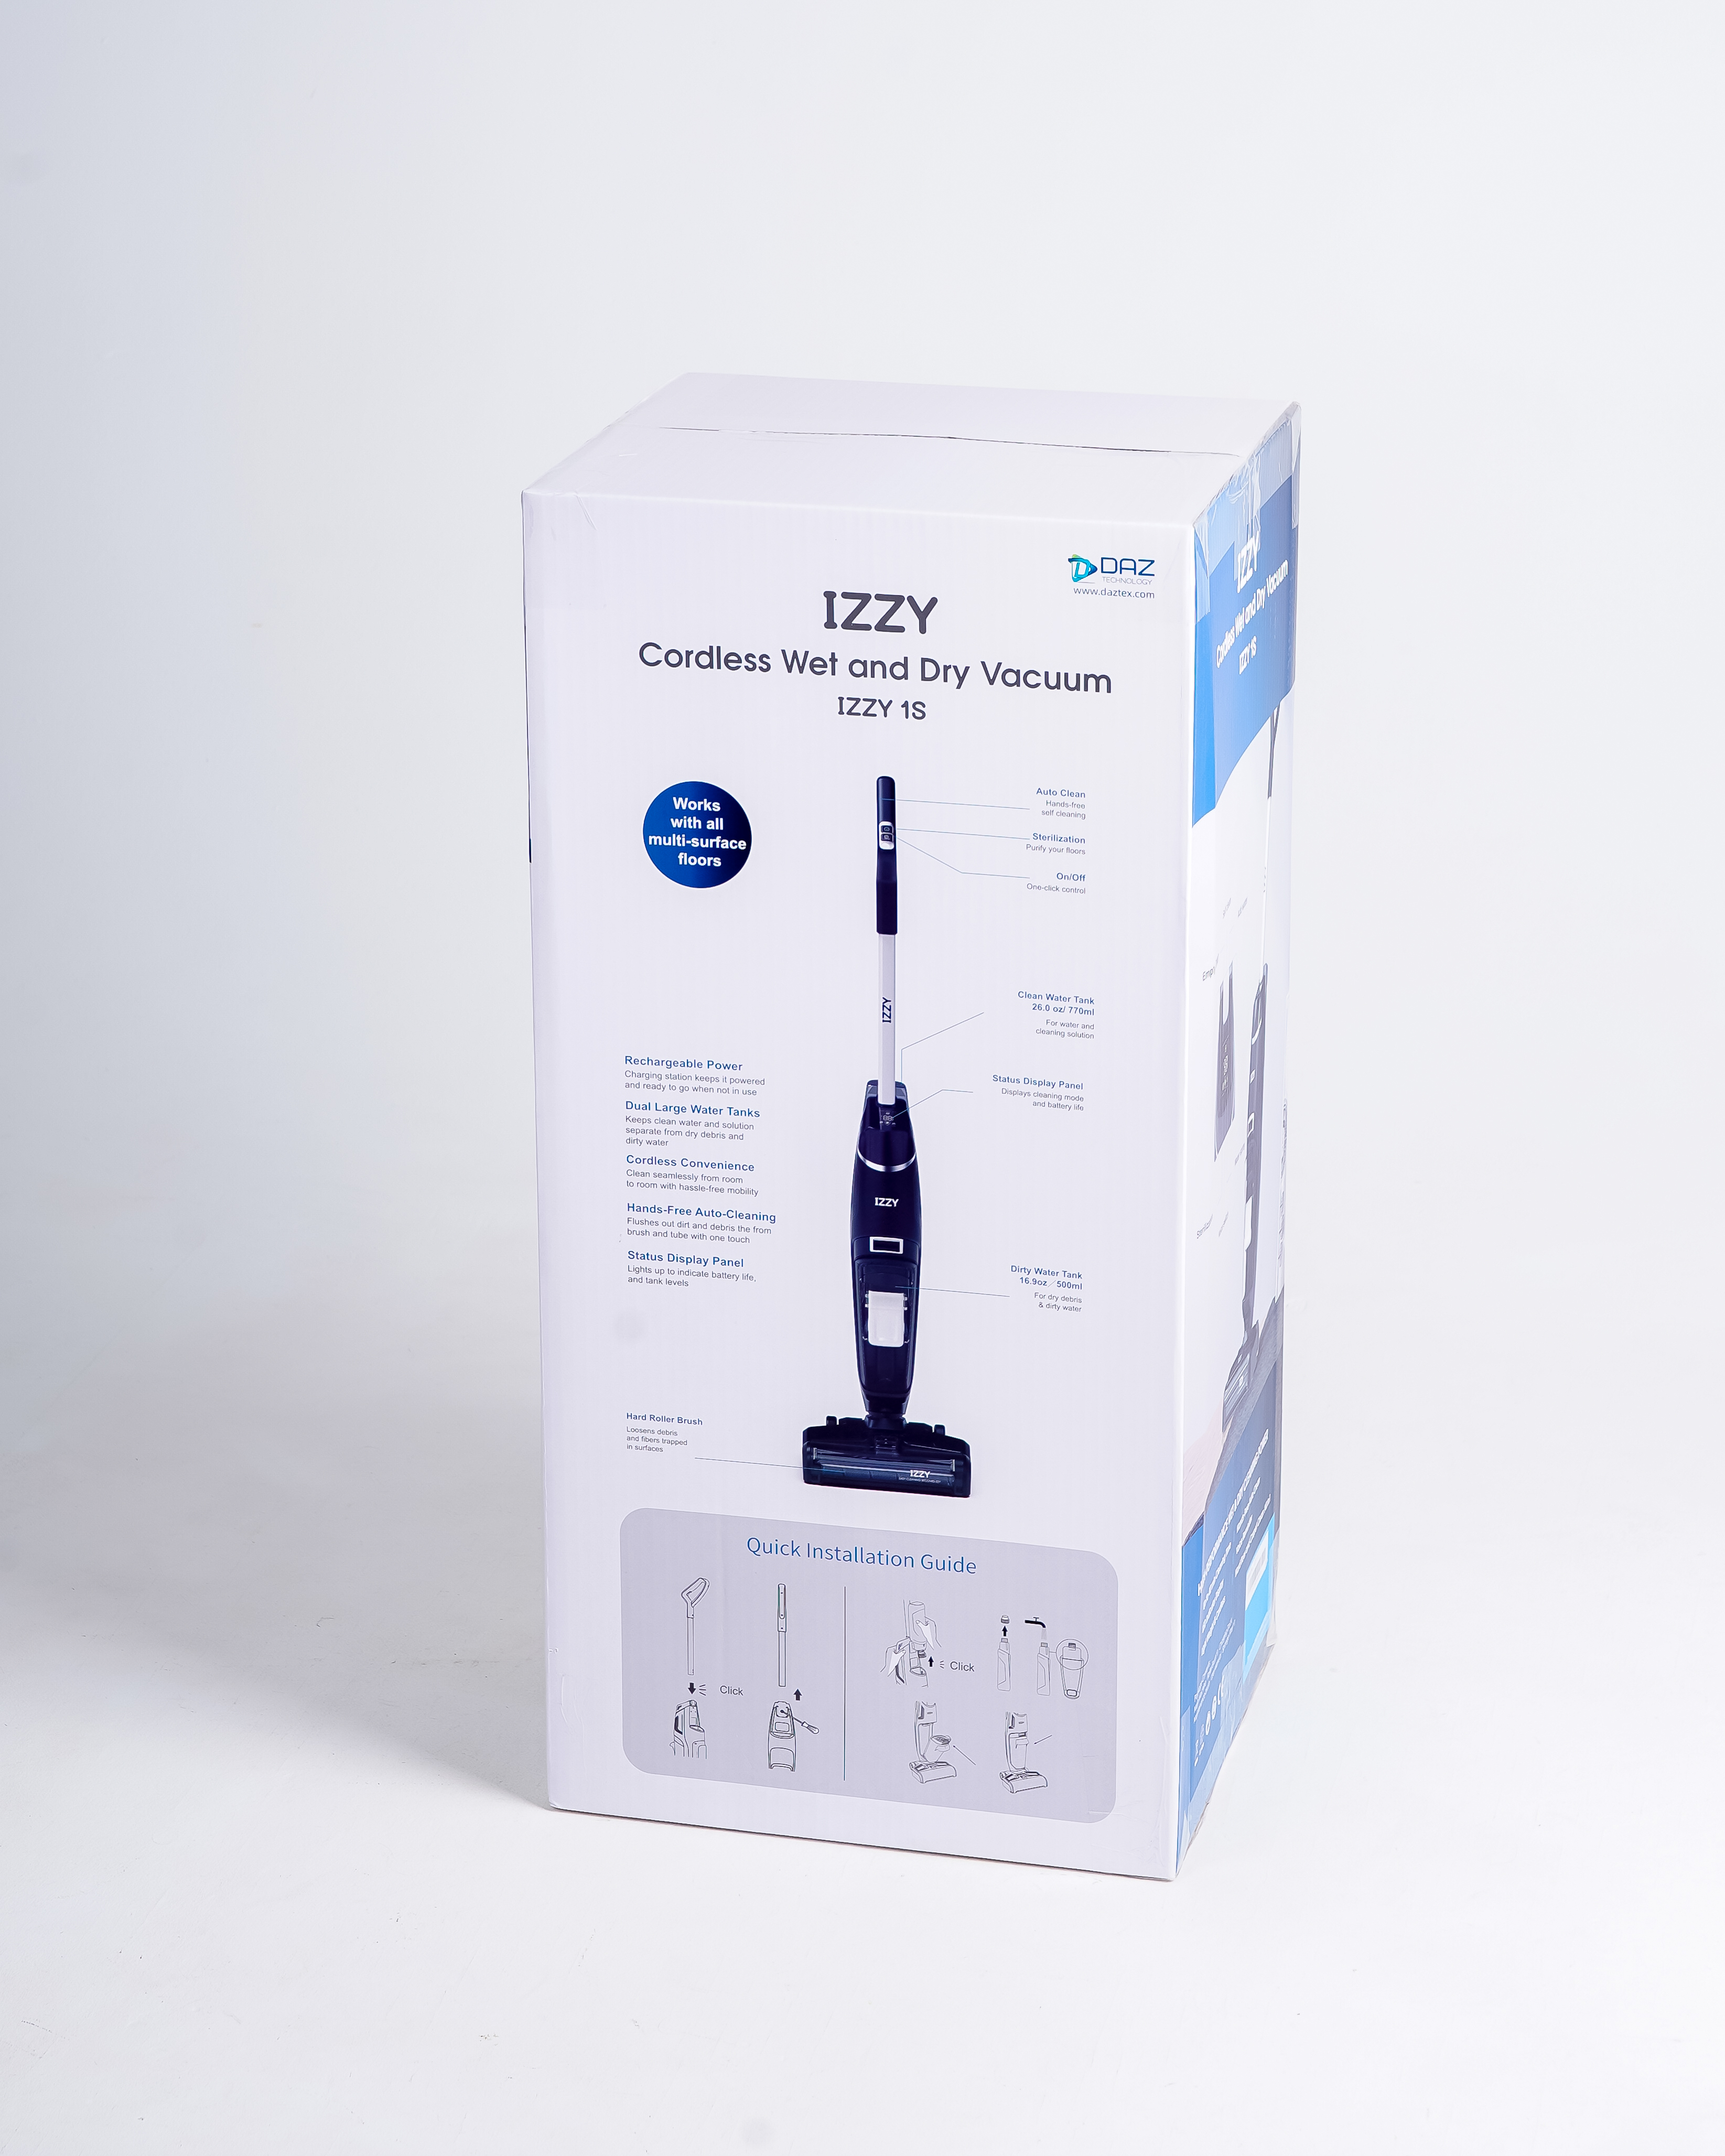 DAZ
TECHNOLOGY
www.daztex.com
IZZY
Cordless Wet and Dry Vacuum
IZZY 1S
Works
with all
multi-surface
floors
Auto Clean
Hands-free
self cleaning
Sterilization
Purify your floors
On/Off
One-click control
IZZY
Clean Water Tank
26.0 oz/ 770ml
For water and
cleaning solution
Status Display Panel
Displays cleaning mode
and battery life
Rechargeable Power
Charging station keeps it powered
and ready to go when not in use
Dual Large Water Tanks
Keeps clean water and solution
separate from dry debris and
dirty water
Cordless Convenience
Clean seamlessly from room
to room with hassle-free mobility
Hands-Free Auto-Cleaning
Flushes out dirt and debris the from
brush and tube with one touch
Status Display Panel
Lights up to indicate battery life,
and tank levels
IZZY
Dirty Water Tank
16.9oz／500ml
For dry debris
& dirty water
Hard Roller Brush
Loosens debris
and fibers trapped
in surfaces
IZZY
Quick Installation Guide
Click
Click
IZZY
Cordless Wet and Dry Vacuum
IZZY 1S